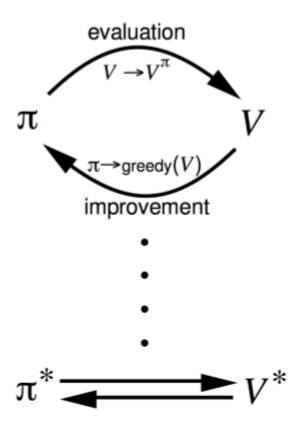 evaluation
V → V^π
π V
π→greedy(V)
improvement
π* V*